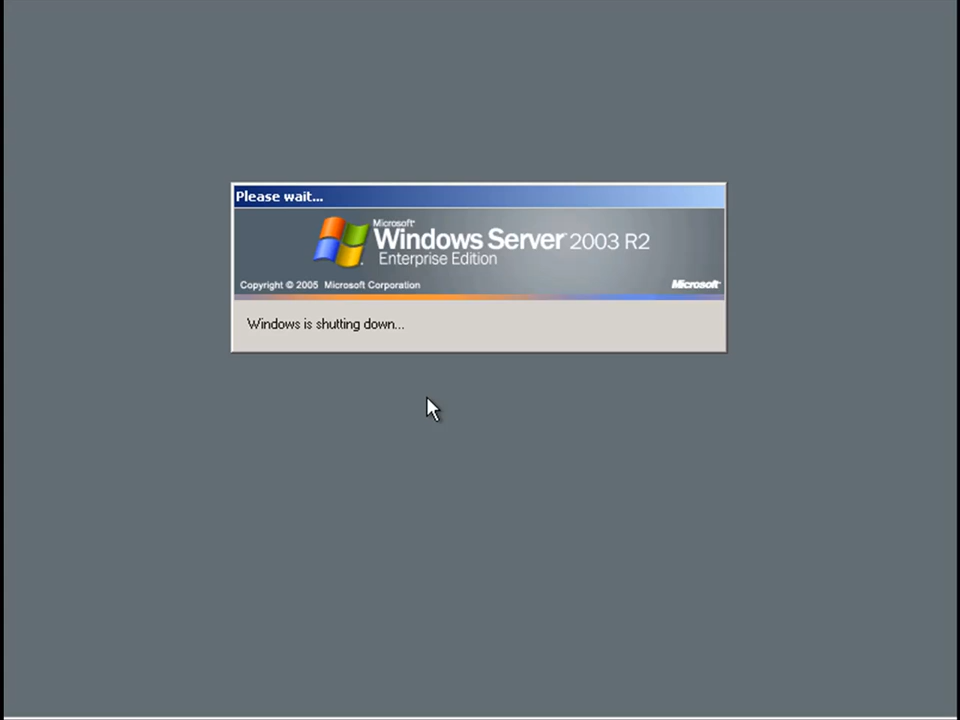 Please wait...
Microsoft
Windows Server 2003 R2
Enterprise Edition
Copyright © 2005 Microsoft Corporation
Microsoft
Windows is shutting down...